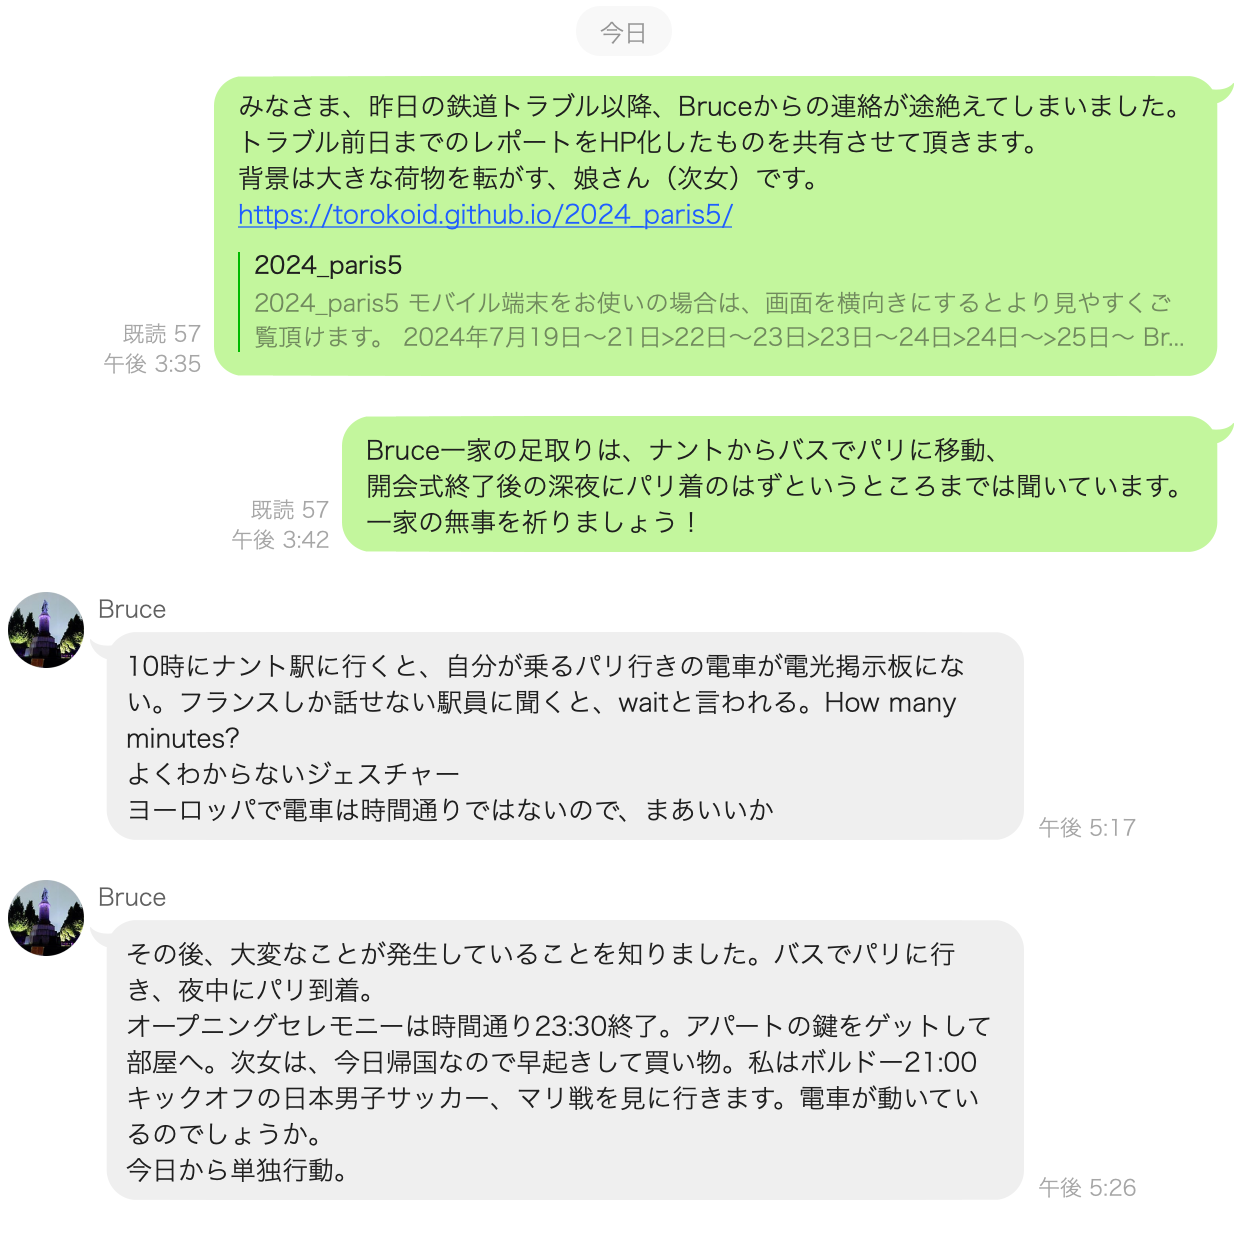 今日
みなさま、昨日の鉄道トラブル以降、Bruceからの連絡が途絶えてしまいました。
トラブル前日までのレポートをHP化したものを共有させて頂きます。
背景は大きな荷物を転がす、娘さん（次女）です。
https://torokoid.github.io/2024_paris5/
2024_paris5
2024_paris5 モバイル端末をお使いの場合は、画面を横向きにするとより見やすくご
覧頂けます。 2024年7月19日〜21日>22日〜23日>23日〜24日>24日〜>25日〜 Br...
既読 57
午後 3:35
Bruce一家の足取りは、ナントからバスでパリに移動、
開会式終了後の深夜にパリ着のはずというところまでは聞いています。
一家の無事を祈りましょう！
既読 57
午後 3:42
Bruce
10時にナント駅に行くと、自分が乗るパリ行きの電車が電光掲示板にな
い。フランスしか話せない駅員に聞くと、waitと言われる。How many
minutes?
よくわからないジェスチャー
ヨーロッパで電車は時間通りではないので、まあいいか
午後 5:17
Bruce
その後、大変なことが発生していることを知りました。バスでパリに行
き、夜中にパリ到着。
オープニングセレモニーは時間通り23:30終了。アパートの鍵をゲットして
部屋へ。次女は、今日帰国なので早起きして買い物。私はボルドー21:00
キックオフの日本男子サッカー、マリ戦を見に行きます。電車が動いてい
るのでしょうか。
今日から単独行動。
午後 5:26